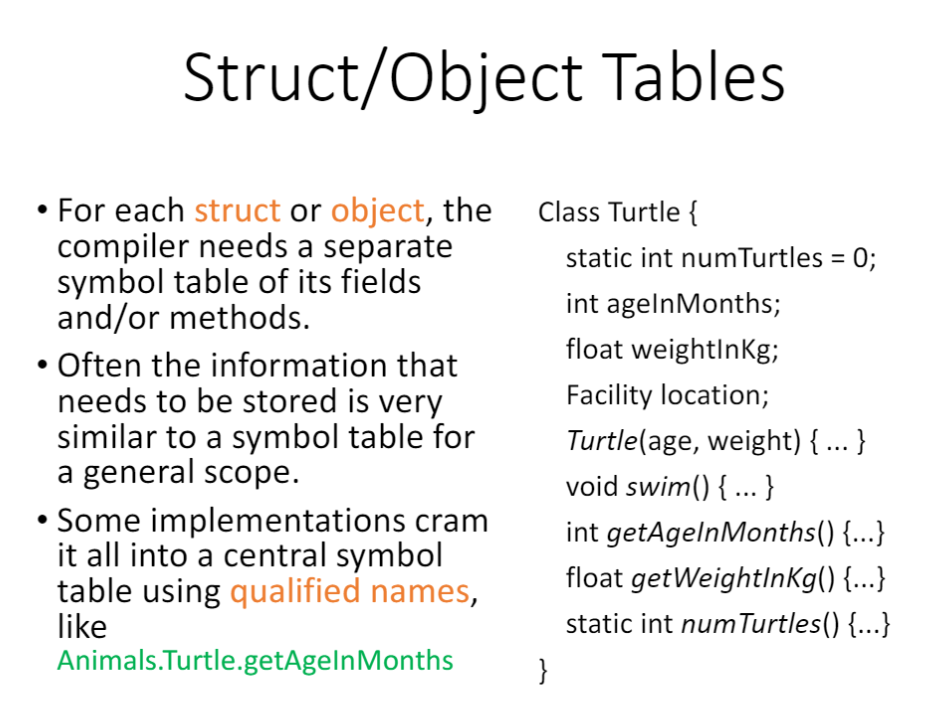 Struct/Object Tables
• For each struct or object, the
compiler needs a separate
symbol table of its fields
and/or methods.
• Often the information that
needs to be stored is very
similar to a symbol table for
a general scope.
• Some implementations cram
it all into a central symbol
table using qualified names,
like
Animals.Turtle.getAgeInMonths
Class Turtle {
static int numTurtles = 0;
int ageInMonths;
float weightInKg;
Facility location;
Turtle(age, weight) { ... }
void swim() { ... }
int getAgeInMonths() {...}
float getWeightInKg() {...}
static int numTurtles() {...}
}